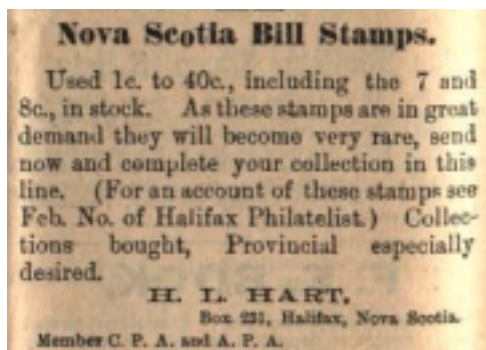 Nova Scotia Bill Stamps.
Used 1c. to 40c., including the 7 and
8c., in stock. As these stamps are in great
demand they will become very rare, send
now and complete your collection in this
line. (For an account of these stamps see
Feb. No. of Halifax Philatelist.) Collec-
tions bought, Provincial especially
desired.
H. L. HART,
Box 231, Halifax, Nova Scotia.
Member C. P. A. and A. P. A.